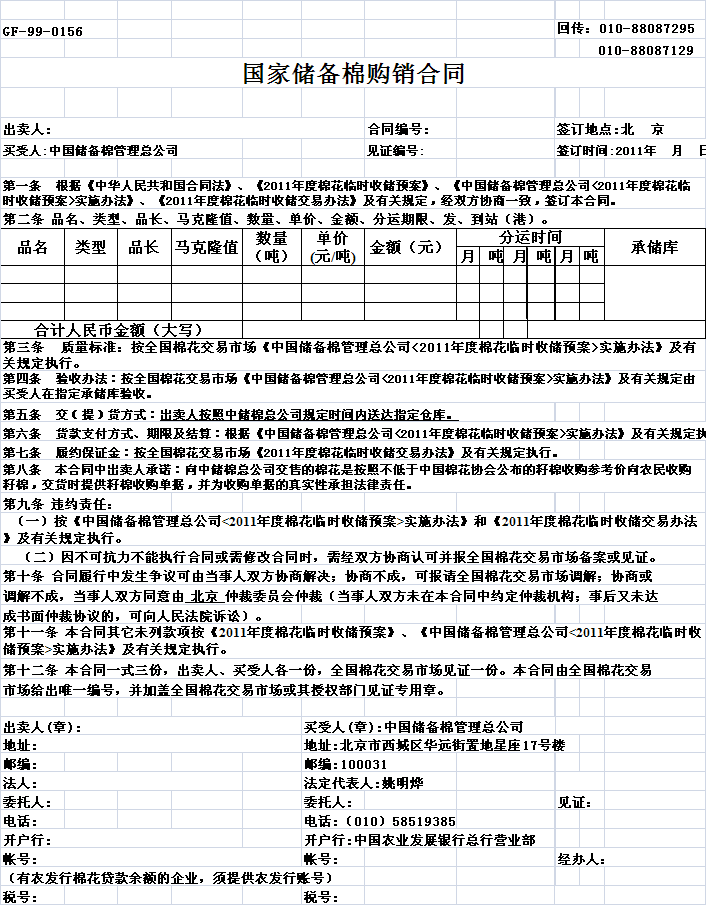 GF-99-0156
回传：010-88087295
010-88087129
国家储备棉购销合同
出卖人： 合同编号： 签订地点：北 京
买受人：中国储备棉管理总公司 见证编号： 签订时间：2011年 月 日
第一条 根据《中华人民共和国合同法》、《2011年度棉花临时收储预案》、《中国储备棉管理总公司<2011年度棉花临
时收储预案>实施办法》、《2011年度棉花临时收储交易办法》及有关规定，经双方协商一致，签订本合同。
第二条 品名、类型、品长、马克隆值、数量、单价、金额、分运期限、发、到站（港）。
品名 类型 品长 马克隆值 数量（吨） 单价(元/吨) 金额（元） 分运时间 承储库
月 吨 月 吨 月 吨
合计人民币金额（大写）
第三条 质量标准：按全国棉花交易市场《中国储备棉管理总公司<2011年度棉花临时收储预案>实施办法》及有
关规定执行。
第四条 验收办法：按全国棉花交易市场《中国储备棉管理总公司<2011年度棉花临时收储预案>实施办法》及有关规定由
买受人在指定承储库验收。
第五条 交（提）货方式：出卖人按照中储棉总公司规定时间内送达指定仓库。
第六条 货款支付方式、期限及结算：根据《中国储备棉管理总公司<2011年度棉花临时收储预案>实施办法》及有关规定执
第七条 履约保证金：按全国棉花交易市场《2011年度棉花临时收储交易办法》及有关规定执行。
第八条 本合同中出卖人承诺：向中储棉总公司交售的棉花是按照不低于中国棉花协会公布的籽棉收购参考价向农民收购
籽棉，交货时提供籽棉收购单据，并为收购单据的真实性承担法律责任。
第九条 违约责任：
（一）按《中国储备棉管理总公司<2011年度棉花临时收储预案>实施办法》和《2011年度棉花临时收储交易办法
》及有关规定执行。
（二）因不可抗力不能执行合同或需修改合同时，需经双方协商认可并报全国棉花交易市场备案或见证。
第十条 合同履行中发生争议可由当事人双方协商解决；协商不成，可报请全国棉花交易市场调解；协商或
调解不成，当事人双方同意由 北京 仲裁委员会仲裁（当事人双方未在本合同中约定仲裁机构；事后又未达
成书面仲裁协议的，可向人民法院诉讼）。
第十一条 本合同其它未列款项按《2011年度棉花临时收储预案》、《中国储备棉管理总公司<2011年度棉花临时收
储预案>实施办法》及有关规定执行。
第十二条 本合同一式三份，出卖人、买受人各一份，全国棉花交易市场见证一份。本合同由全国棉花交易
市场给出唯一编号，并加盖全国棉花交易市场或其授权部门见证专用章。
出卖人(章)： 买受人(章)：中国储备棉管理总公司
地址： 地址：北京市西城区华远街置地星座17号楼
邮编： 邮编：100031
法人： 法定代表人：姚明烨
委托人： 委托人： 见证：
电话： 电话：（010）58519385
开户行： 开户行：中国农业发展银行总行营业部
帐号： 帐号： 经办人：
（有农发行棉花贷款余额的企业，须提供农发行账号）
税号： 税号：